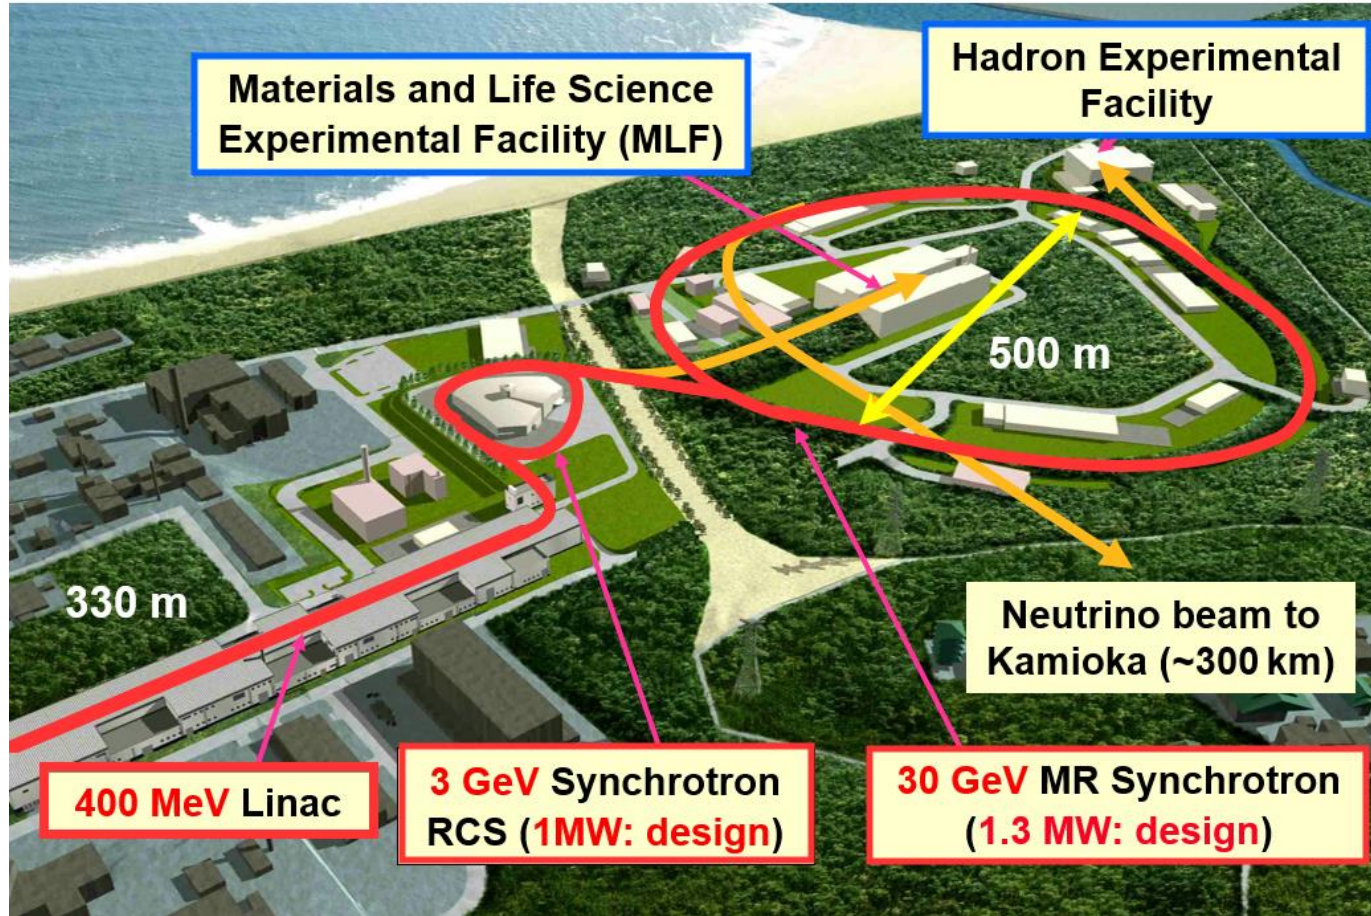 Materials and Life Science
Experimental Facility (MLF)
Hadron Experimental
Facility
500 m
330 m
Neutrino beam to
Kamioka (~300 km)
400 MeV Linac
3 GeV Synchrotron
RCS (1MW: design)
30 GeV MR Synchrotron
(1.3 MW: design)